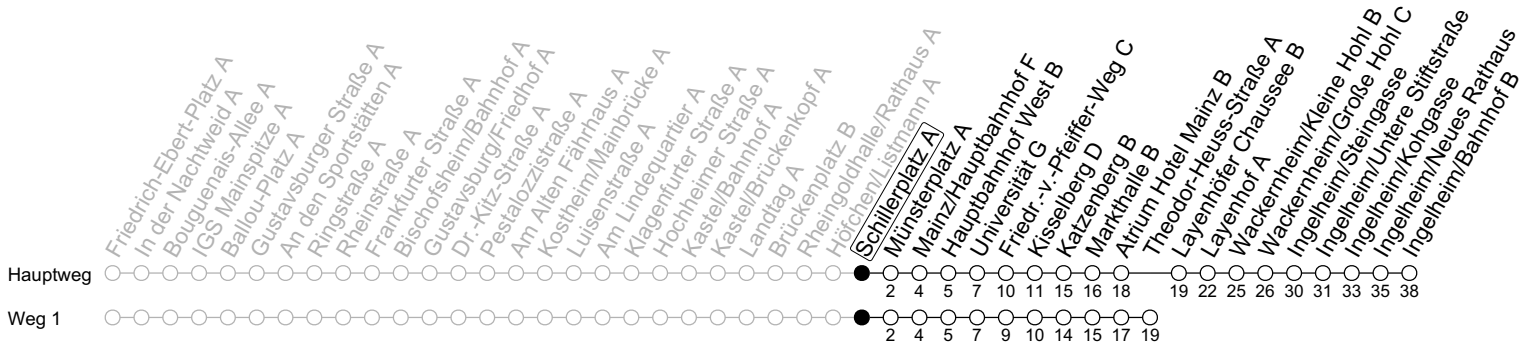 Friedrich-Ebert-Platz A
In der Nachtweid A
Bouguenais-Allee A
IGS Mainspitze A
Ballou-Platz A
Gustavsburger Straße A
An den Sportstätten A
Ringstraße A
Rheinstraße A
Frankfurter Straße A
Bischofsheim/Bahnhof A
Gustavsburg/Friedhof A
Dr.-Kitz-Straße A
Pestalozzistraße A
Am Alten Fährhaus A
Kostheim/Mainbrücke A
Luisenstraße A
Am Lindequartier A
Klagenfurter Straße A
Hochheimer Straße A
Kastel/Bahnhof A
Kastel/Brückenkopf A
Landtag A
Brückenplatz B
Rheingoldhalle/Rathaus A
Höfchen/Listmann A
Schillerplatz A
Münsterplatz A
Mainz/Hauptbahnhof F
Hauptbahnhof West B
Universität G
Friedr.-v.-Pfeiffer-Weg C
Kisselberg D
Katzenberg B
Markthalle B
Atrium Hotel Mainz B
Theodor-Heuss-Straße A
Layenhöfer Chaussee B
Layenhof A
Wackernheim/Kleine Hohl B
Wackernheim/Große Hohl C
Ingelheim/Steingasse
Ingelheim/Untere Stiftstraße
Ingelheim/Kohgasse
Ingelheim/Neues Rathaus
Ingelheim/Bahnhof B
Hauptweg
2 4 5 7 10 11 15 16 18 19 22 25 26 30 31 33 35 38
Weg 1
2 4 5 7 9 10 14 15 17 19